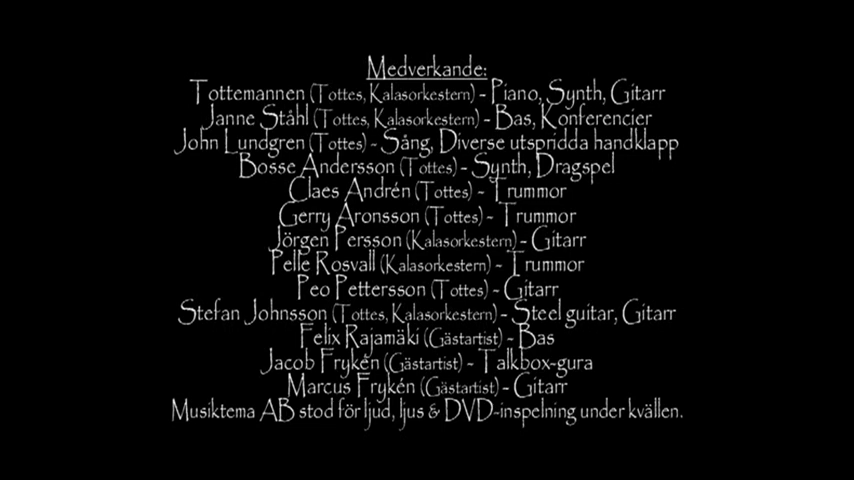 Medverkande:
Tottemannen (Tottes, Kalasorkestern) - Piano, Synth, Gitarr
Janne Ståhl (Tottes, Kalasorkestern) - Bas, Konferencier
John Lundgren (Tottes) - Sång, Diverse utspridda handklapp
Bosse Andersson (Tottes) - Synth, Dragspel
Claes Andrén (Tottes) - Trummor
Gerry Aronsson (Tottes) - Trummor
Jörgen Persson (Kalasorkestern) - Gitarr
Pelle Rosvall (Kalasorkestern) - Trummor
Peo Pettersson (Tottes) - Gitarr
Stefan Johnsson (Tottes, Kalasorkestern) - Steel guitar, Gitarr
Felix Rajamäki (Gästartist) - Bas
Jacob Frykén (Gästartist) - Talkbox-gura
Marcus Frykén (Gästartist) - Gitarr
Musiktema AB stod för ljud, ljus & DVD-inspelning under kvällen.